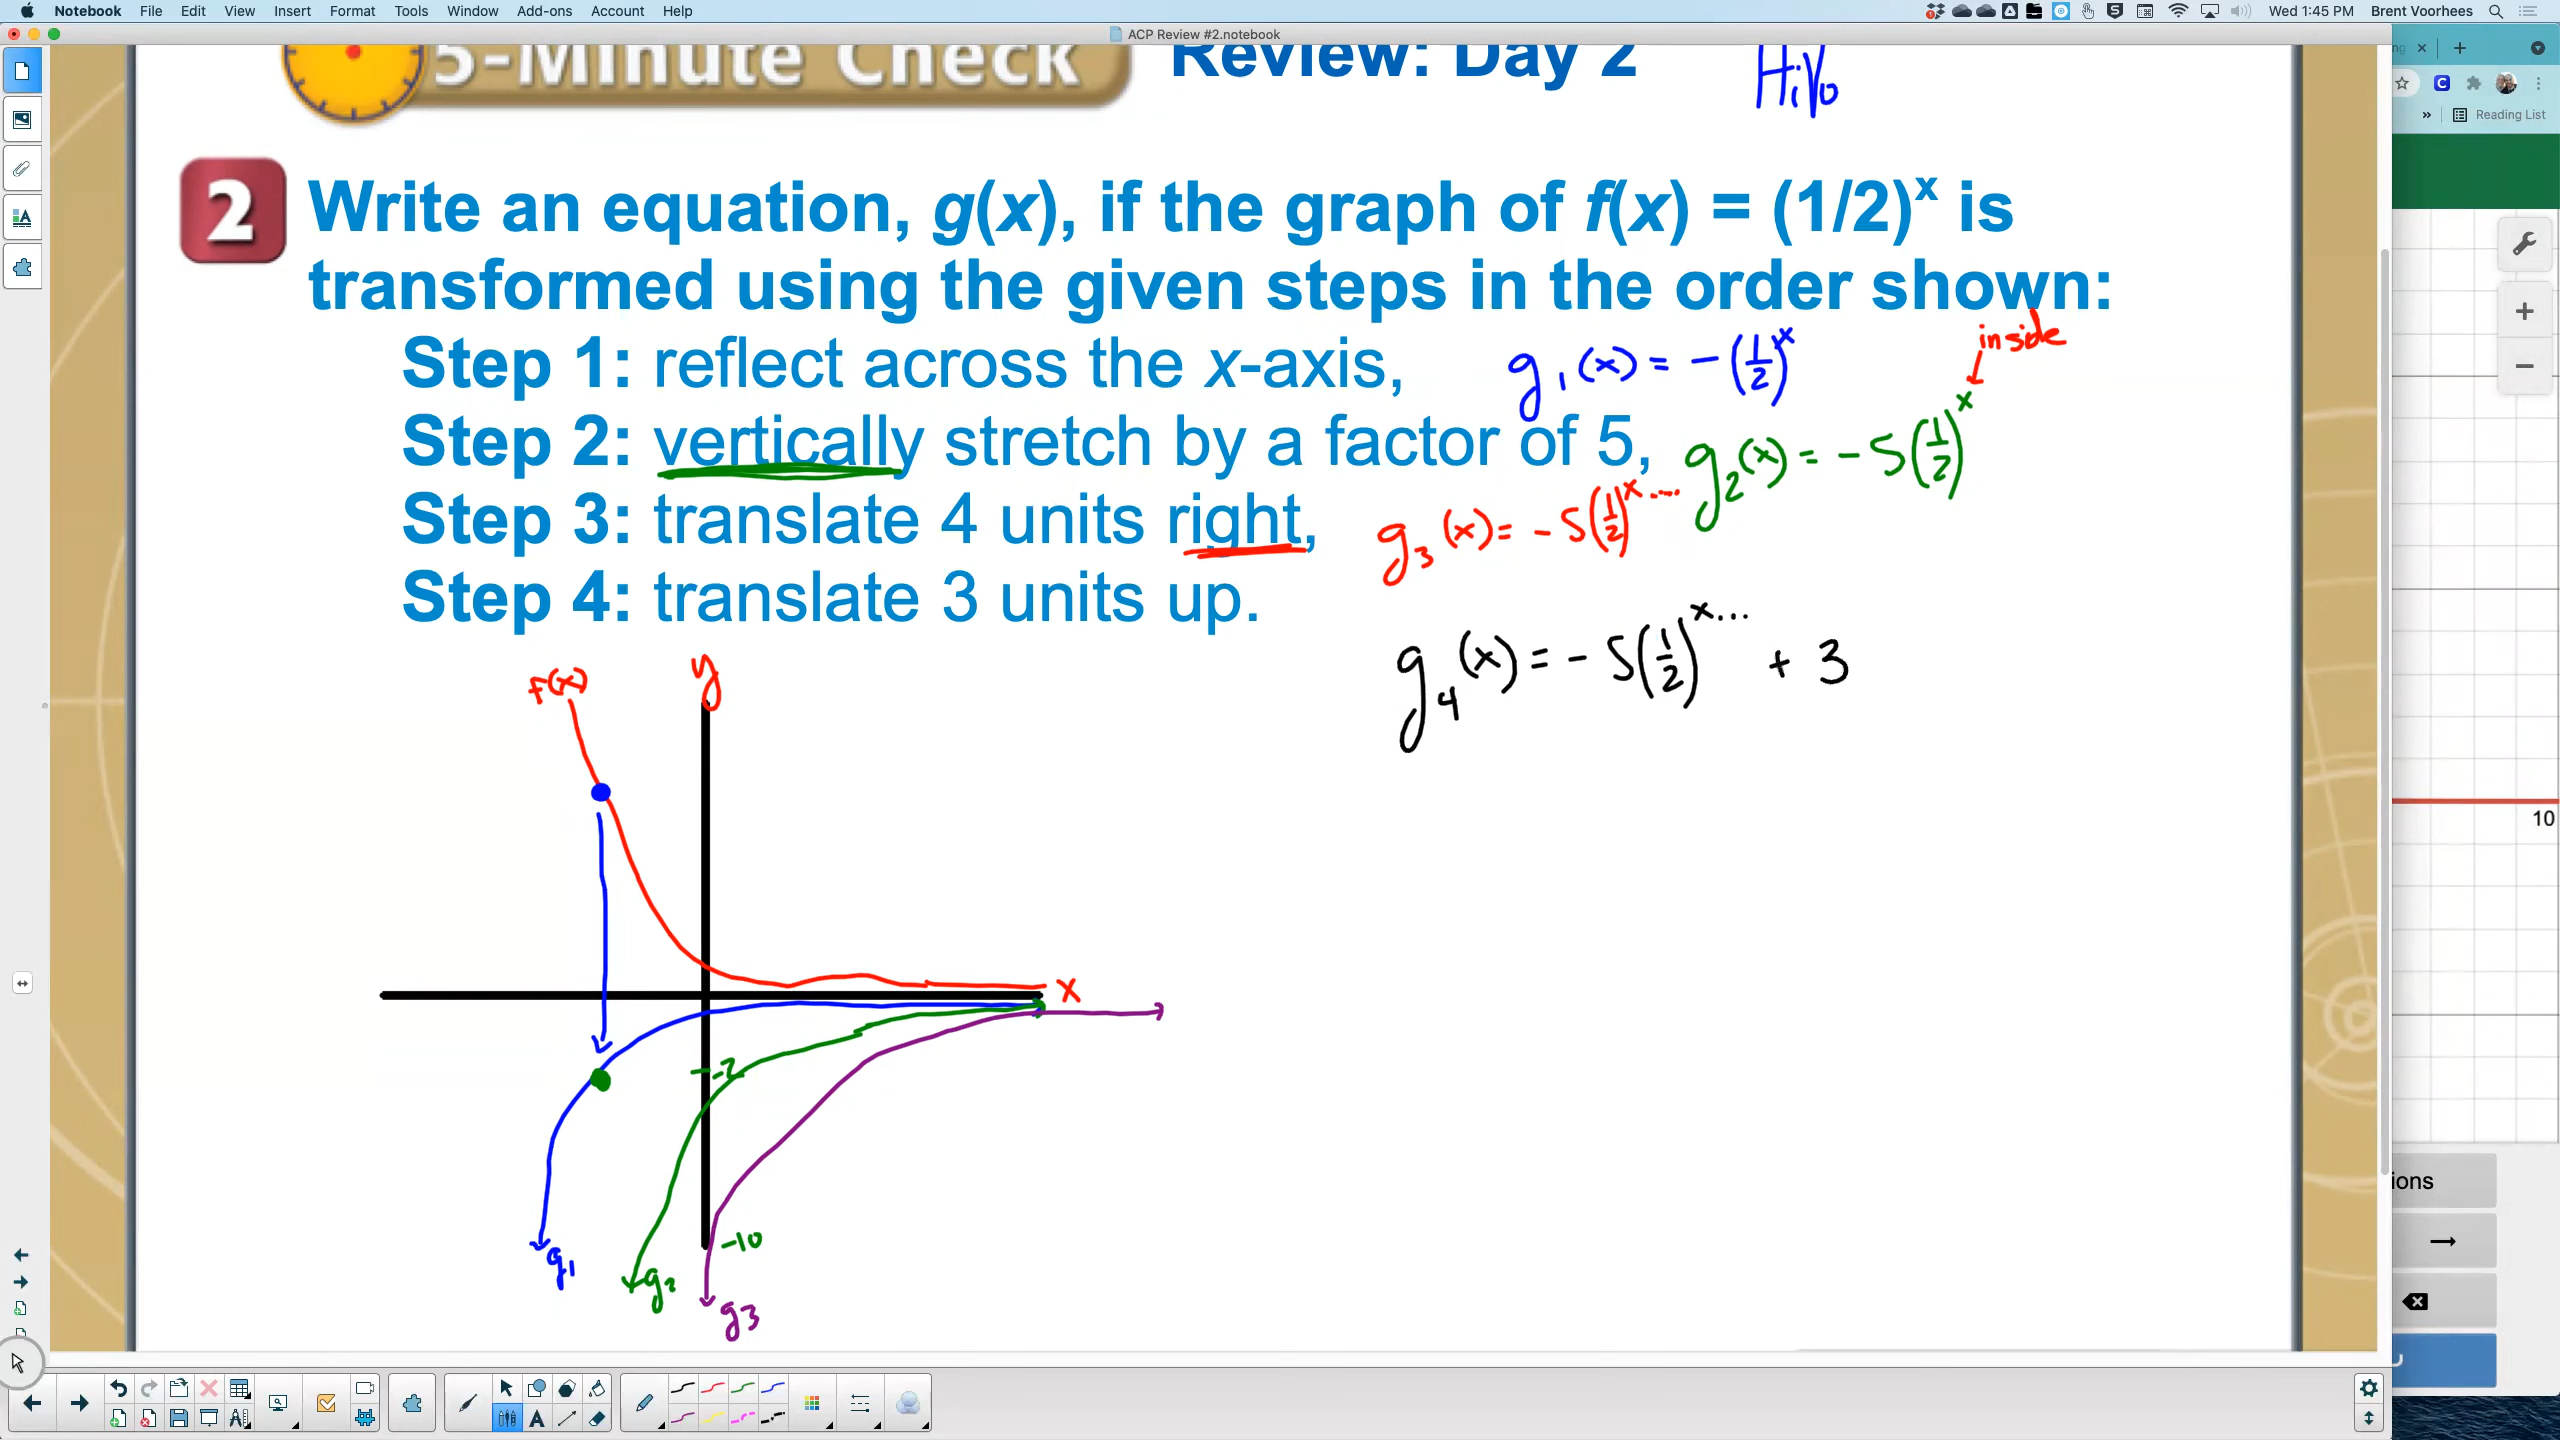 Notebook File Edit View Insert Format Tools Window Add-ons Account Help Wed 1:45 PM Brent Voorhees
ACP Review #2.notebook
Reading List
5-Minute Check Review: Day 2 Hi Vo
2 Write an equation, g(x), if the graph of f(x) = (1/2)ˣ is
transformed using the given steps in the order shown:
inside
Step 1: reflect across the x-axis, g₁(x) = -(1/2)ˣ
Step 2: vertically stretch by a factor of 5, g₂(x) = -5(1/2)ˣ
Step 3: translate 4 units right, g₃(x) = -5(1/2)ˣ····
Step 4: translate 3 units up.
g₄(x) = -5(1/2)ˣ··· + 3
f(x) y
10
x
-2
ions
-10
g₁ g₂
g₃